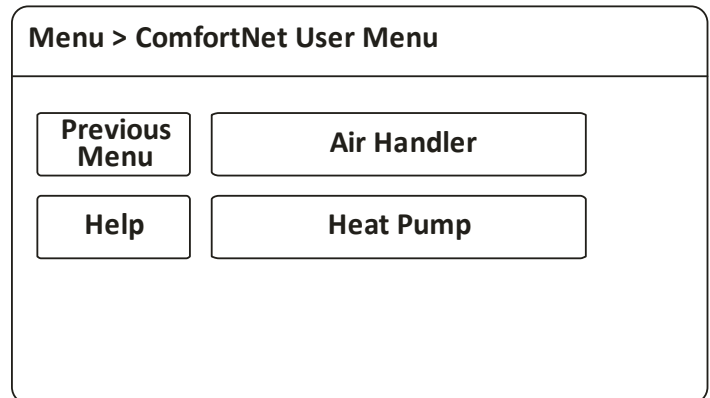 Menu > ComfortNet User Menu
Previous
Menu
Air Handler
Help
Heat Pump